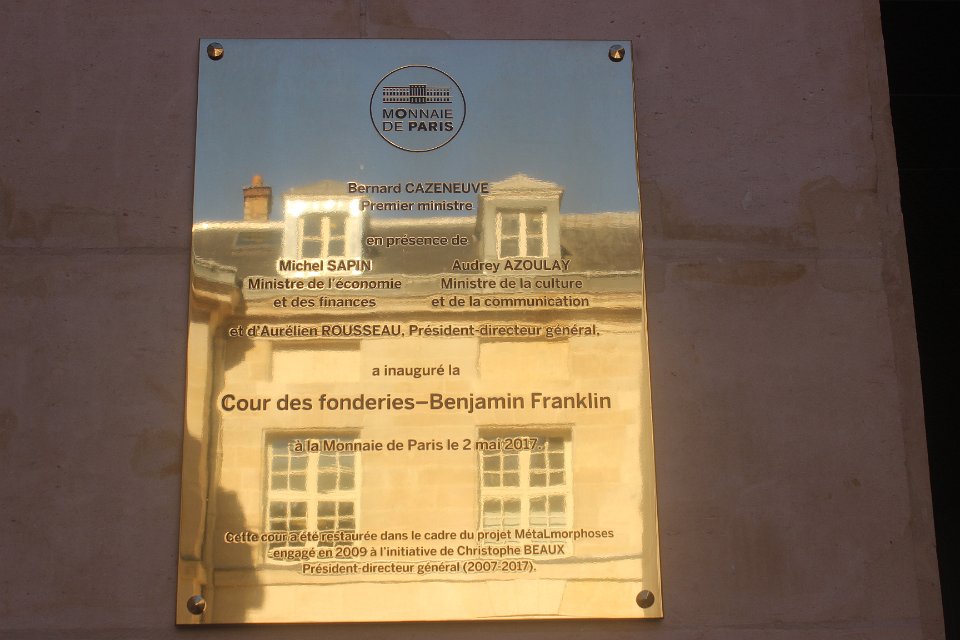 MONNAIE
DE PARIS
Bernard CAZENEUVE
Premier ministre
en présence de
Michel SAPIN
Ministre de l'économie
et des finances
Audrey AZOULAY
Ministre de la culture
et de la communication
et d'Aurélien ROUSSEAU, Président-directeur général,
a inauguré la
Cour des fonderies–Benjamin Franklin
à la Monnaie de Paris le 2 mai 2017.
Cette cour a été restaurée dans le cadre du projet MétaLmorphoses
engagé en 2009 à l'initiative de Christophe BEAUX
Président-directeur général (2007-2017).